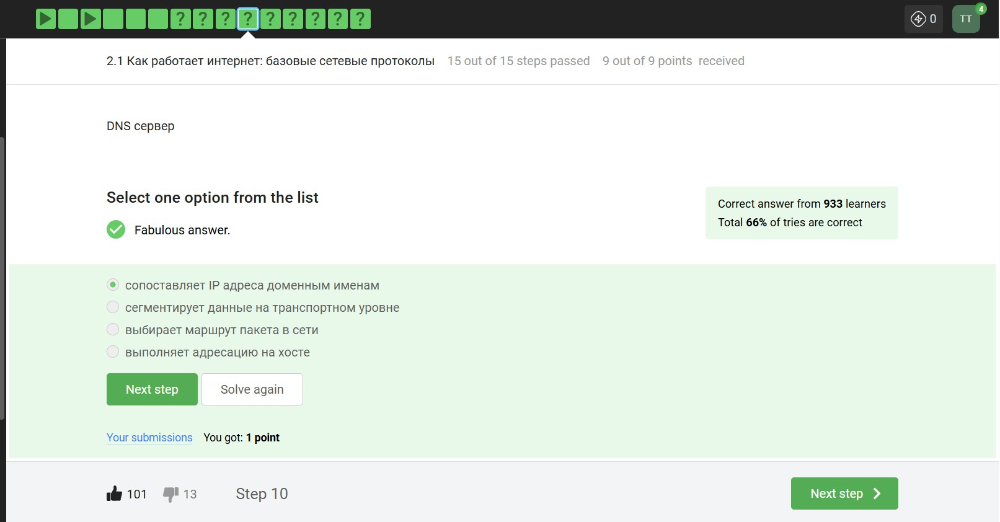 ? ? ? ? ? ? ? ? ?
0
TT
4
2.1 Как работает интернет: базовые сетевые протоколы 15 out of 15 steps passed 9 out of 9 points received
DNS сервер
Select one option from the list
Correct answer from 933 learners
Total 66% of tries are correct
Fabulous answer.
сопоставляет IP адреса доменным именам
сегментирует данные на транспортном уровне
выбирает маршрут пакета в сети
выполняет адресацию на хосте
Next step Solve again
Your submissions You got: 1 point
101 13 Step 10 Next step